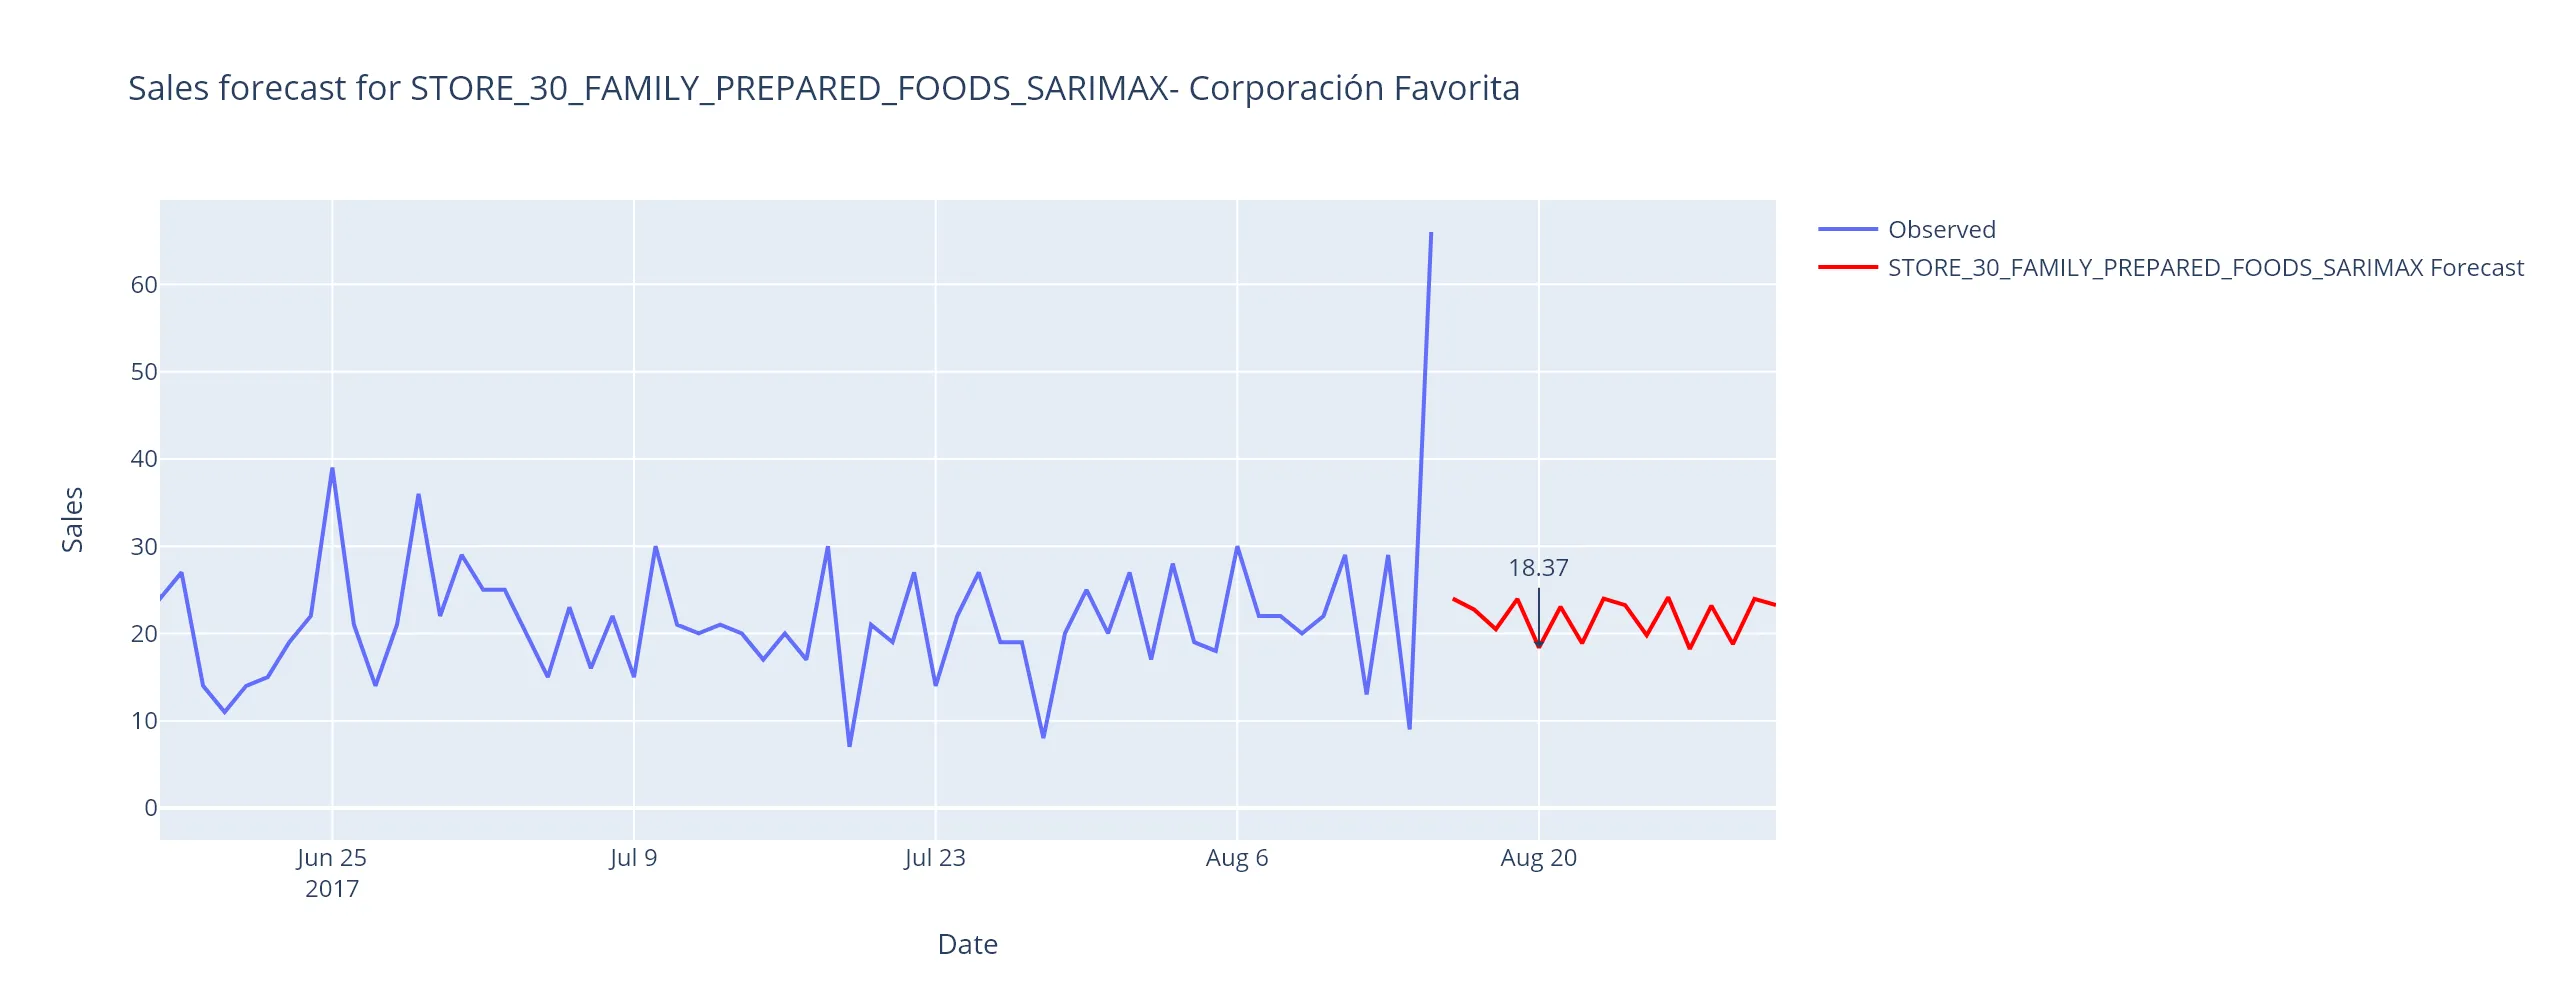 Sales forecast for STORE_30_FAMILY_PREPARED_FOODS_SARIMAX- Corporación Favorita
Observed
STORE_30_FAMILY_PREPARED_FOODS_SARIMAX Forecast
60
50
40
30
20
10
0
Sales
18.37
Jun 25
2017
Jul 9
Jul 23
Aug 6
Aug 20
Date